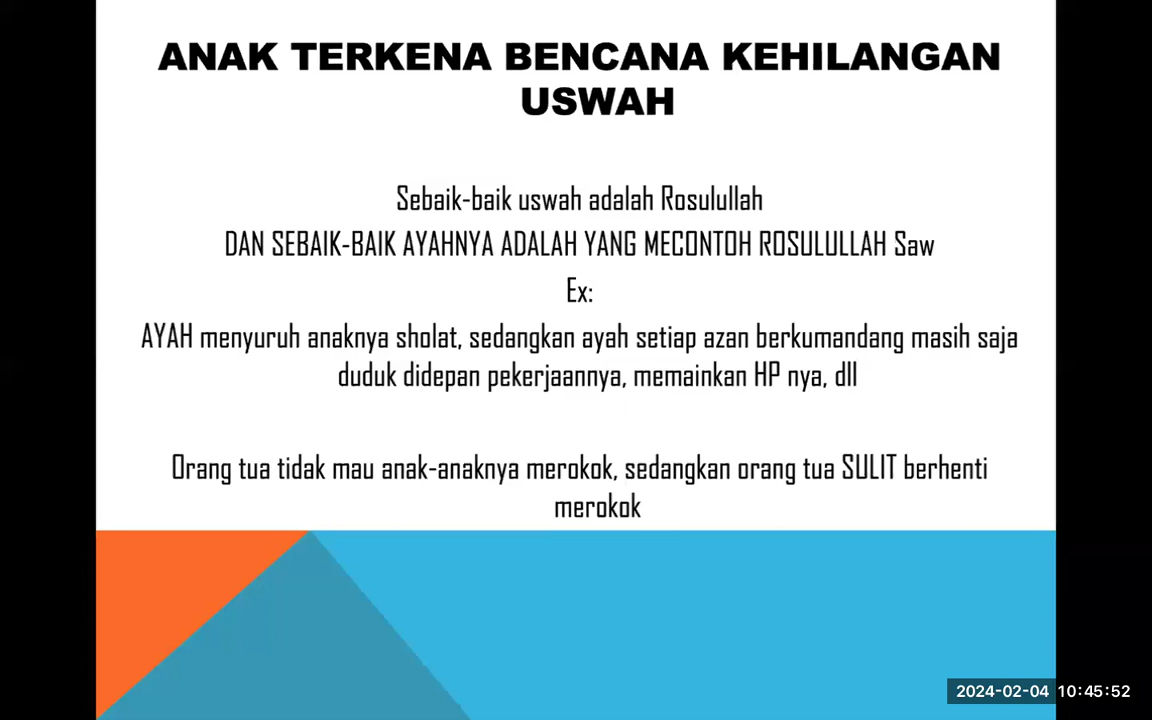 ANAK TERKENA BENCANA KEHILANGAN
USWAH
Sebaik-baik uswah adalah Rosulullah
DAN SEBAIK-BAIK AYAHNYA ADALAH YANG MECONTOH ROSULULLAH Saw
Ex:
AYAH menyuruh anaknya sholat, sedangkan ayah setiap azan berkumandang masih saja
duduk didepan pekerjaannya, memainkan HP nya, dll
Orang tua tidak mau anak-anaknya merokok, sedangkan orang tua SULIT berhenti
merokok
2024-02-04 10:45:52